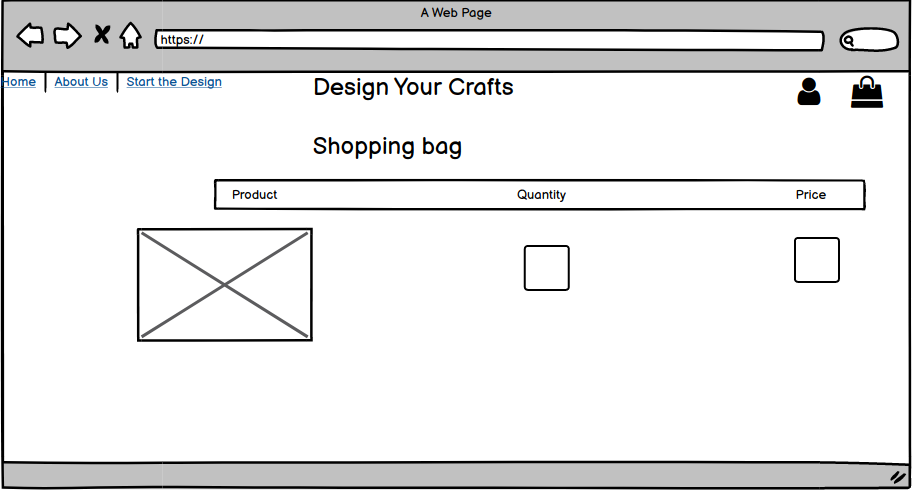 A Web Page
https://
Home | About Us | Start the Design
Design Your Crafts
Shopping bag
Product Quantity Price